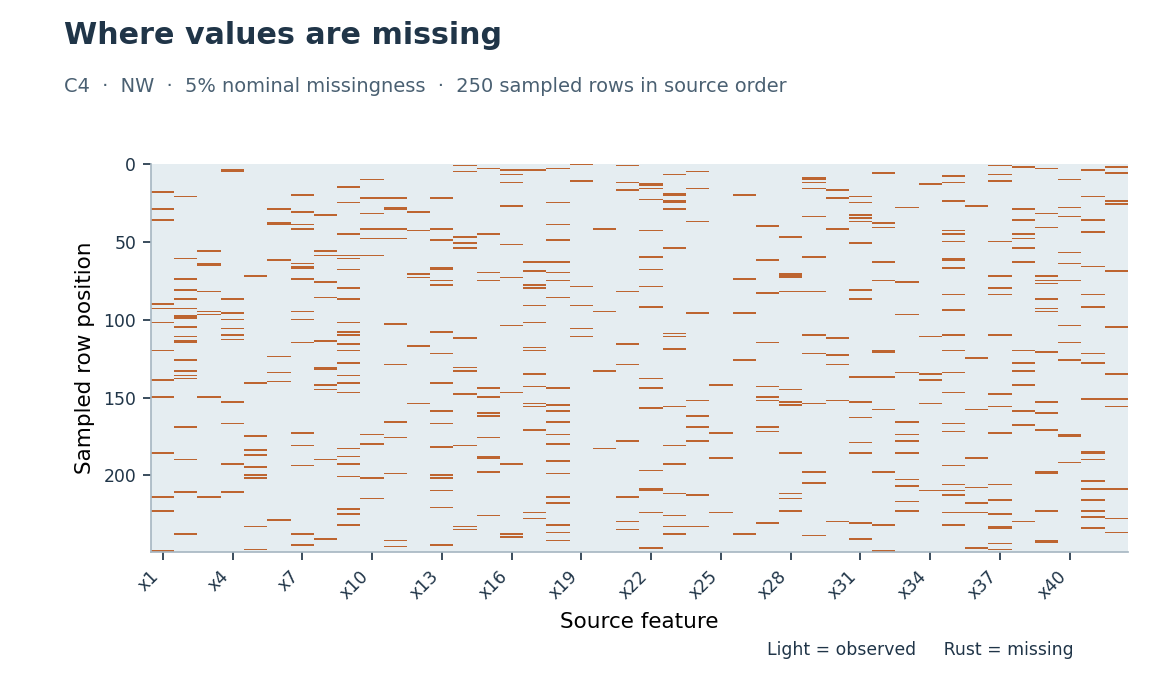 Where values are missing
C4 · NW · 5% nominal missingness · 250 sampled rows in source order
0
50
100
150
200
Sampled row position
x1 x4 x7 x10 x13 x16 x19 x22 x25 x28 x31 x34 x37 x40
Source feature
Light = observed Rust = missing